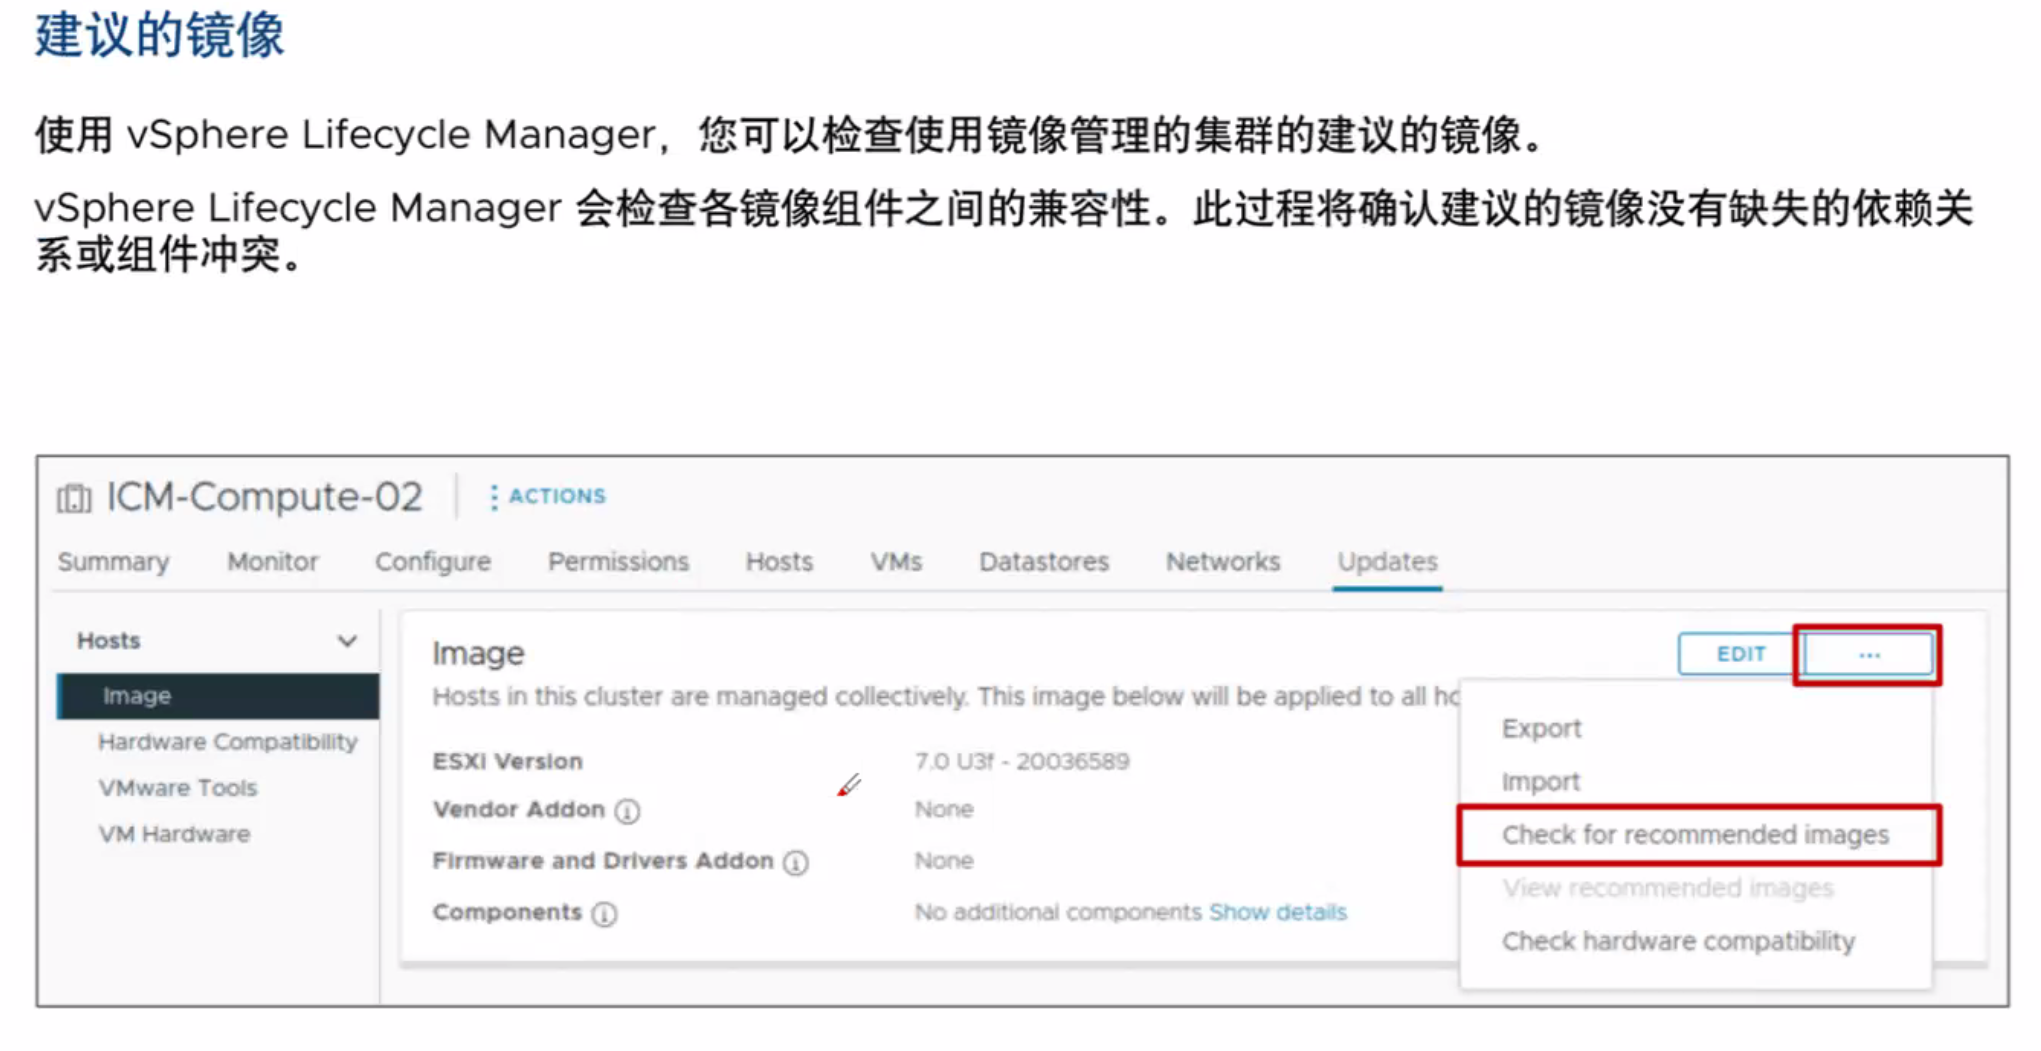 建议的镜像
使用 vSphere Lifecycle Manager，您可以检查使用镜像管理的集群的建议的镜像。
vSphere Lifecycle Manager 会检查各镜像组件之间的兼容性。此过程将确认建议的镜像没有缺失的依赖关
系或组件冲突。
ICM-Compute-02 ACTIONS
Summary Monitor Configure Permissions Hosts VMs Datastores Networks Updates
Hosts
Image
Hardware Compatibility
VMware Tools
VM Hardware
Image
EDIT ...
Hosts in this cluster are managed collectively. This image below will be applied to all ho
ESXi Version 7.0 U3f - 20036589
Vendor Addon None
Firmware and Drivers Addon None
Components No additional components Show details
Export
Import
Check for recommended images
View recommended images
Check hardware compatibility